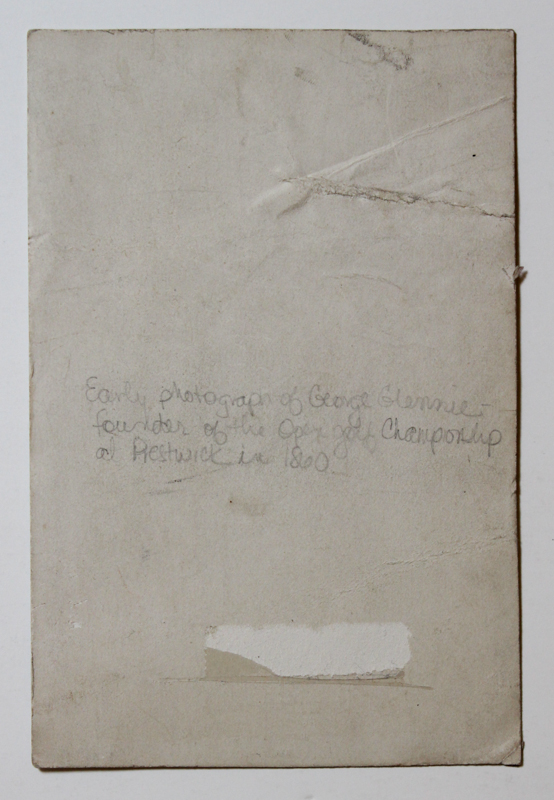 Early photograph of George Glennie -
founder of the Open golf Championship
at Prestwick in 1860.